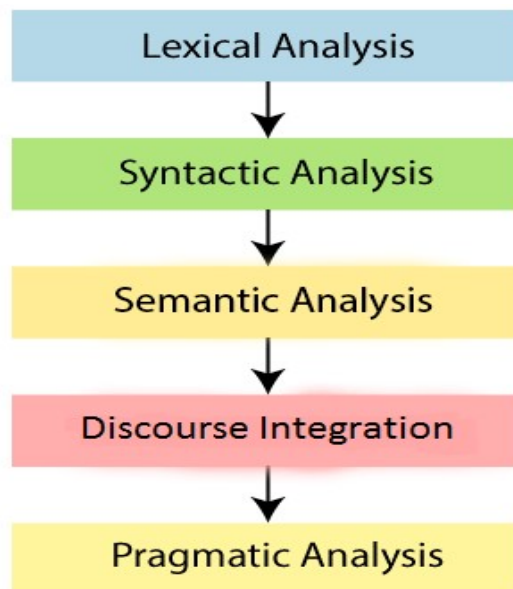 Lexical Analysis
Syntactic Analysis
Semantic Analysis
Discourse Integration
Pragmatic Analysis